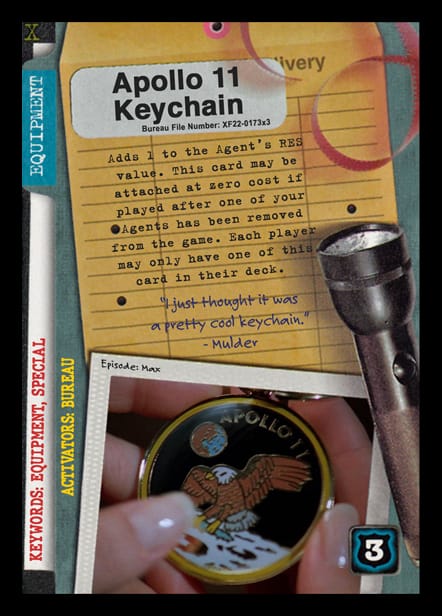 X
EQUIPMENT
ivery
Apollo 11
Keychain
Bureau File Number: XF22-0173x3
Adds 1 to the Agent's RES
value. This card may be
attached at zero cost if
played after one of your
Agents has been removed
from the game. Each player
may only have one of this
card in their deck.
"I just thought it was
a pretty cool keychain."
- Mulder
KEYWORDS: EQUIPMENT, SPECIAL
ACTIVATORS: BUREAU
Episode: Max
APOLLO 11
3